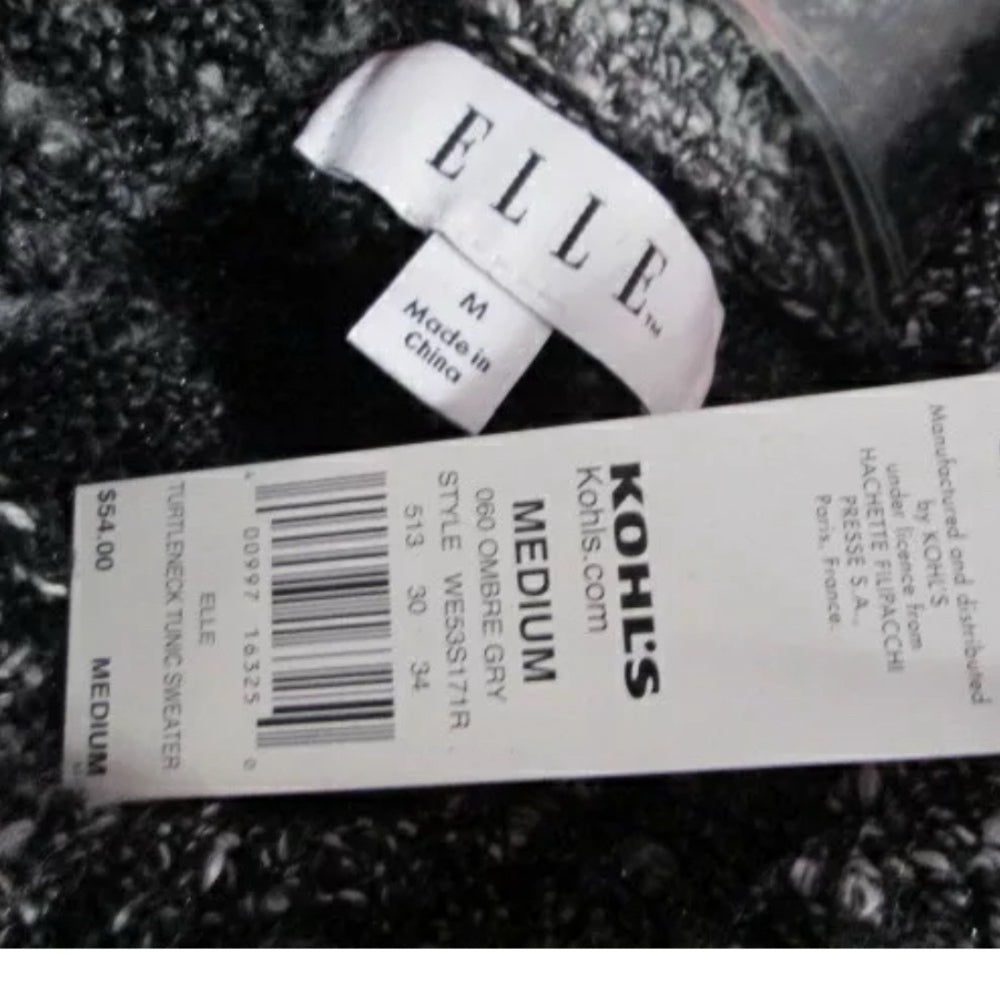 ELLE™
M
Made in
China
Manufactured and distributed
by KOHL'S
under licence from
HACHETTE FILIPACCHI
PRESSE S.A.,
Paris, France.
KOHL'S
Kohls.com
MEDIUM
060 OMBRE GRY
STYLE WE53S171R
513 30 34
4 00997 16325 0
ELLE
TURTLENECK TUNIC SWEATER
$54.00 MEDIUM